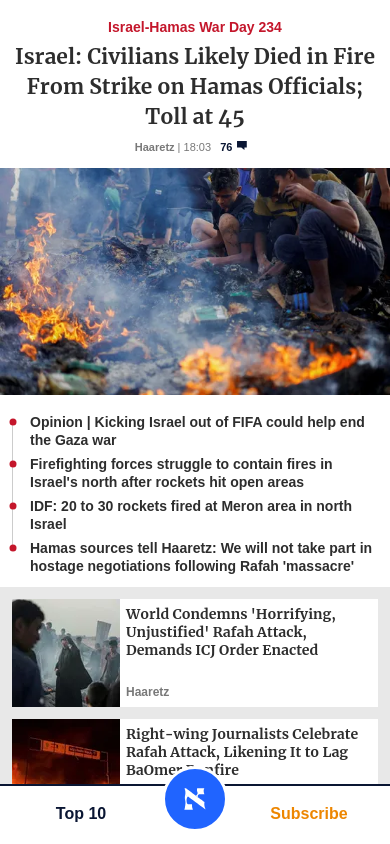 Israel-Hamas War Day 234
Israel: Civilians Likely Died in Fire
From Strike on Hamas Officials;
Toll at 45
Haaretz | 18:03 76
Opinion | Kicking Israel out of FIFA could help end
the Gaza war
Firefighting forces struggle to contain fires in
Israel's north after rockets hit open areas
IDF: 20 to 30 rockets fired at Meron area in north
Israel
Hamas sources tell Haaretz: We will not take part in
hostage negotiations following Rafah 'massacre'
World Condemns 'Horrifying,
Unjustified' Rafah Attack,
Demands ICJ Order Enacted
Haaretz
Right-wing Journalists Celebrate
Rafah Attack, Likening It to Lag
BaOmer Bonfire
Top 10
Subscribe